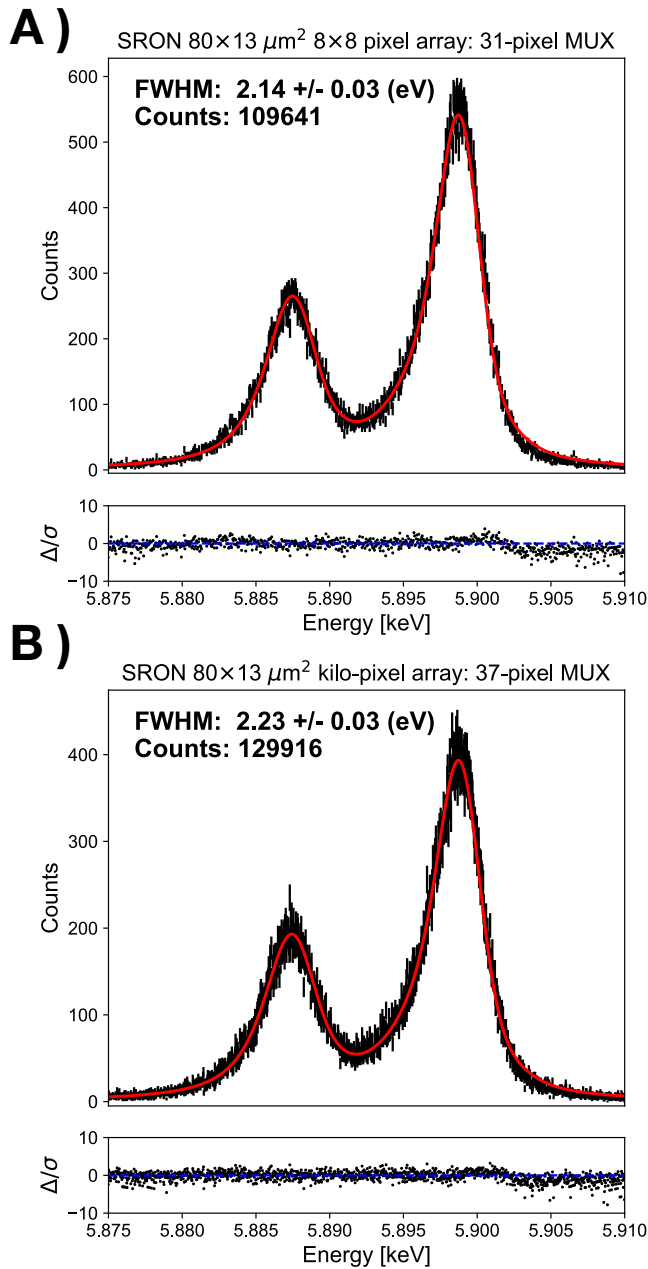 A )
SRON 80×13 μm² 8×8 pixel array: 31-pixel MUX
FWHM: 2.14 +/- 0.03 (eV)
Counts: 109641
600
500
400
300
200
100
0
Counts
10
0
−10
Δ/σ
5.875 5.880 5.885 5.890 5.895 5.900 5.905 5.910
Energy [keV]
B )
SRON 80×13 μm² kilo-pixel array: 37-pixel MUX
FWHM: 2.23 +/- 0.03 (eV)
Counts: 129916
400
300
200
100
0
Counts
10
0
−10
Δ/σ
5.875 5.880 5.885 5.890 5.895 5.900 5.905 5.910
Energy [keV]